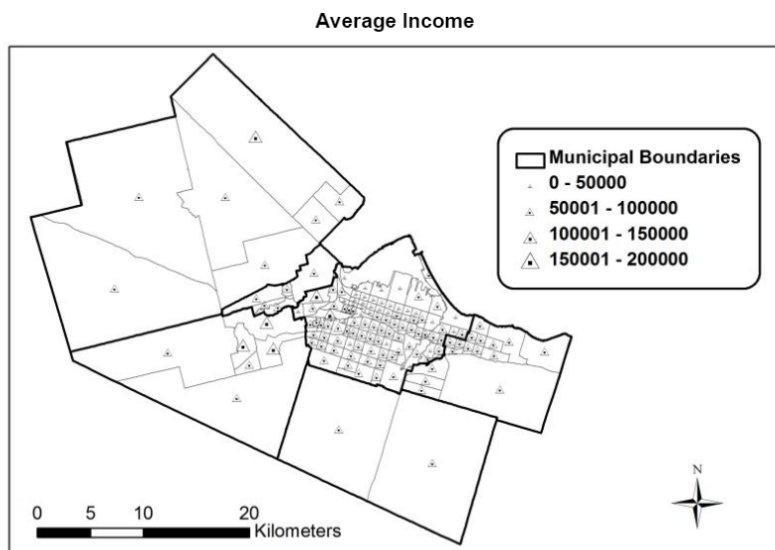 Average Income
Municipal Boundaries
0 - 50000
50001 - 100000
100001 - 150000
150001 - 200000
N
0 5 10 20
Kilometers